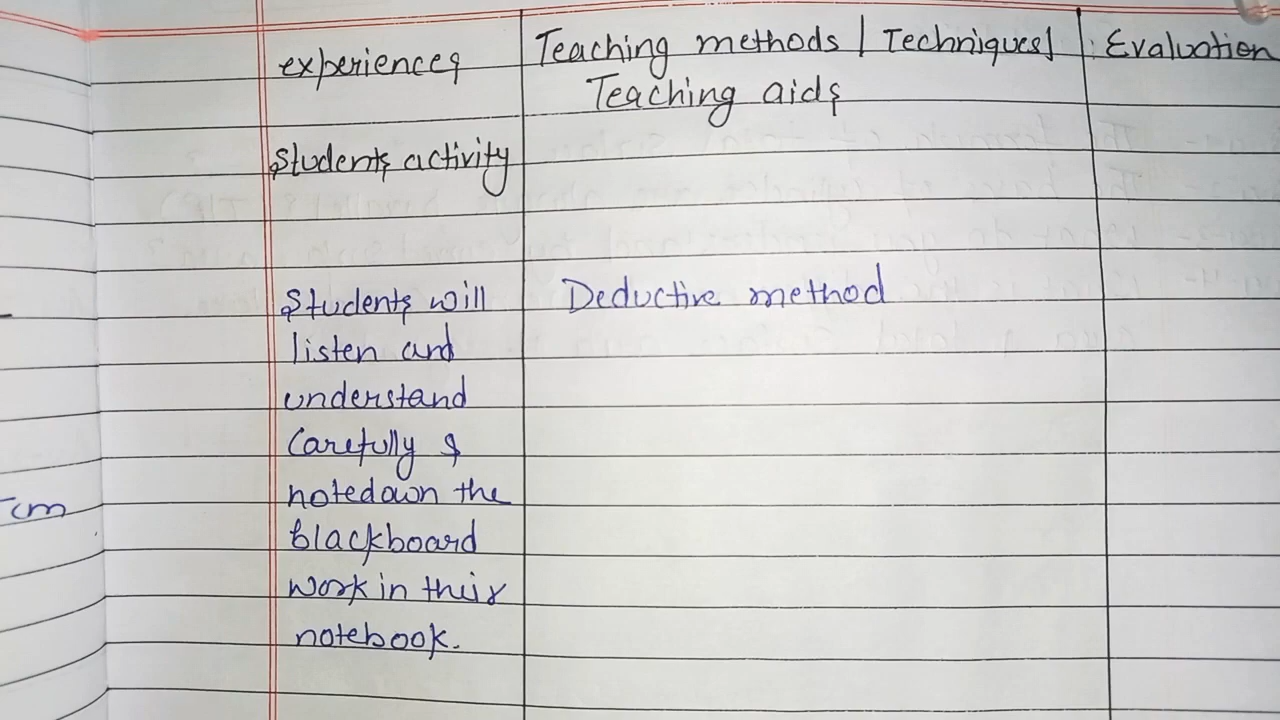 experiences
Teaching methods | Techniques|
Evaluation
Teaching aids
Students activity
Students will
Deductive method
listen and
understand
Carefully &
notedown the
cm
blackboard
work in their
notebook.